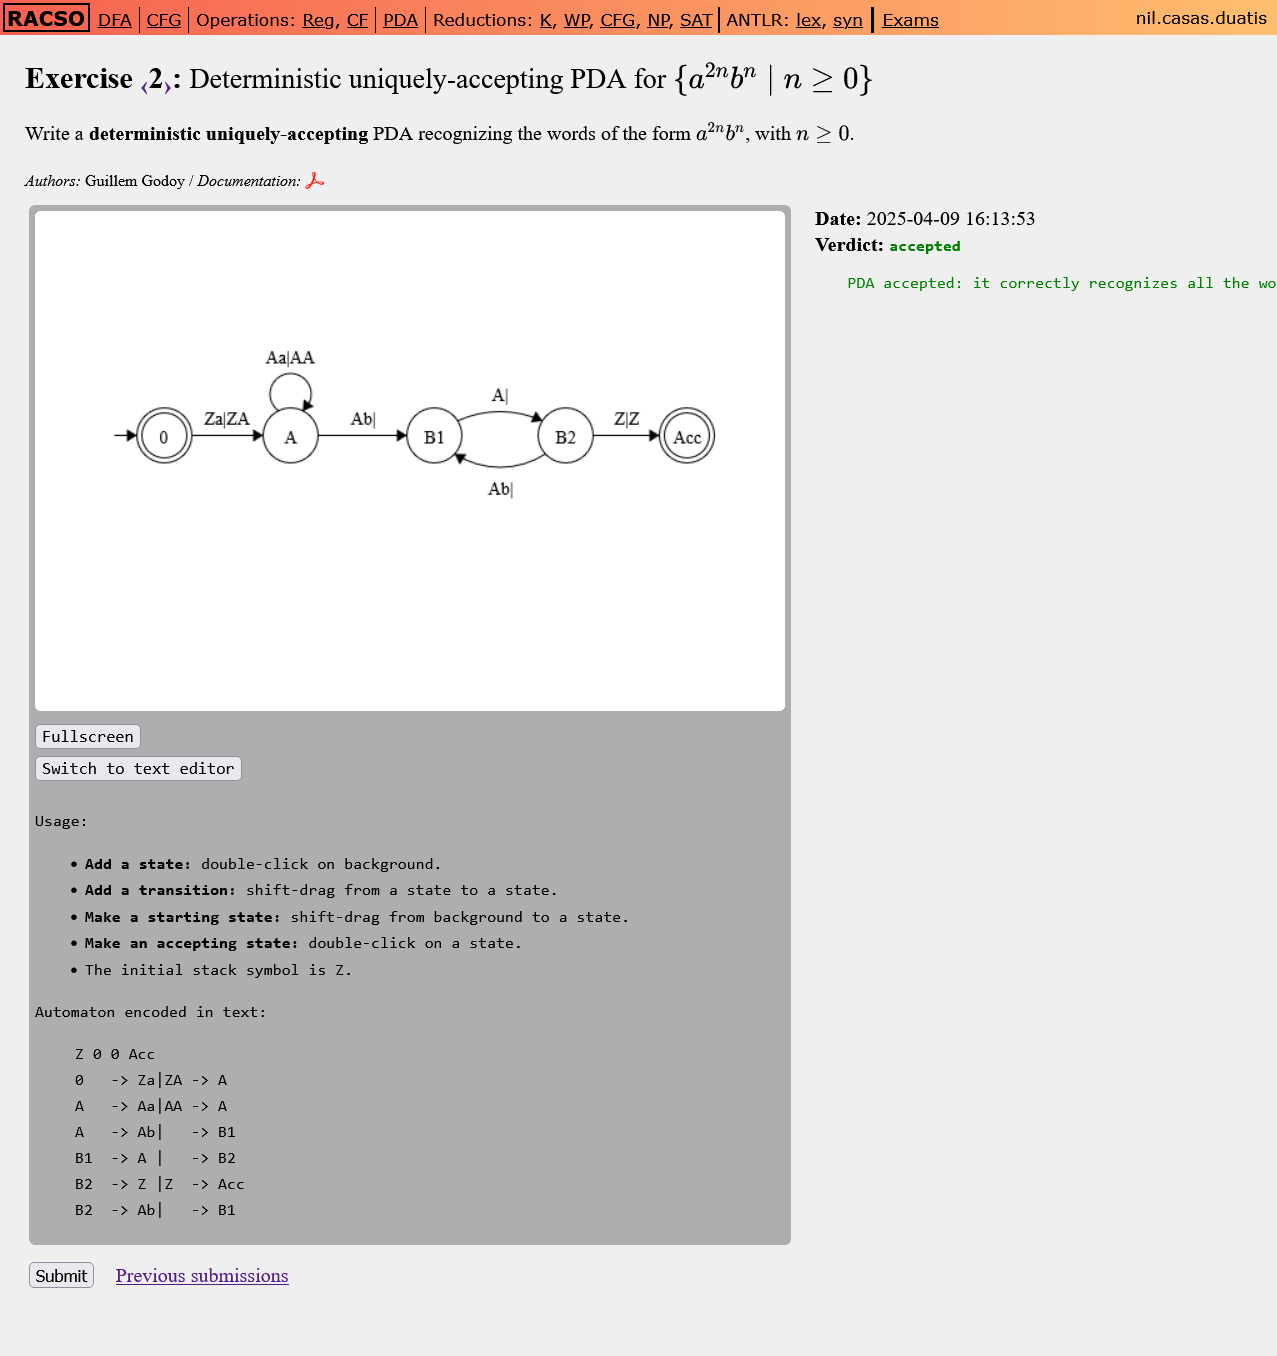 RACSO DFA | CFG | Operations: Reg, CF | PDA | Reductions: K, WP, CFG, NP, SAT | ANTLR: lex, syn | Exams nil.casas.duatis
Exercise ‹2›: Deterministic uniquely-accepting PDA for {a²ⁿbⁿ | n ≥ 0}
Write a deterministic uniquely-accepting PDA recognizing the words of the form a²ⁿbⁿ, with n ≥ 0.
Authors: Guillem Godoy / Documentation:
Date: 2025-04-09 16:13:53
Verdict: accepted
PDA accepted: it correctly recognizes all the wo
Aa|AA
A|
Za|ZA
Ab|
Z|Z
0
A
B1
B2
Acc
Ab|
Fullscreen
Switch to text editor
Usage:
• Add a state: double-click on background.
• Add a transition: shift-drag from a state to a state.
• Make a starting state: shift-drag from background to a state.
• Make an accepting state: double-click on a state.
• The initial stack symbol is Z.
Automaton encoded in text:
Z 0 0 Acc
0   -> Za|ZA -> A
A   -> Aa|AA -> A
A   -> Ab|   -> B1
B1  -> A |   -> B2
B2  -> Z |Z  -> Acc
B2  -> Ab|   -> B1
Submit Previous submissions